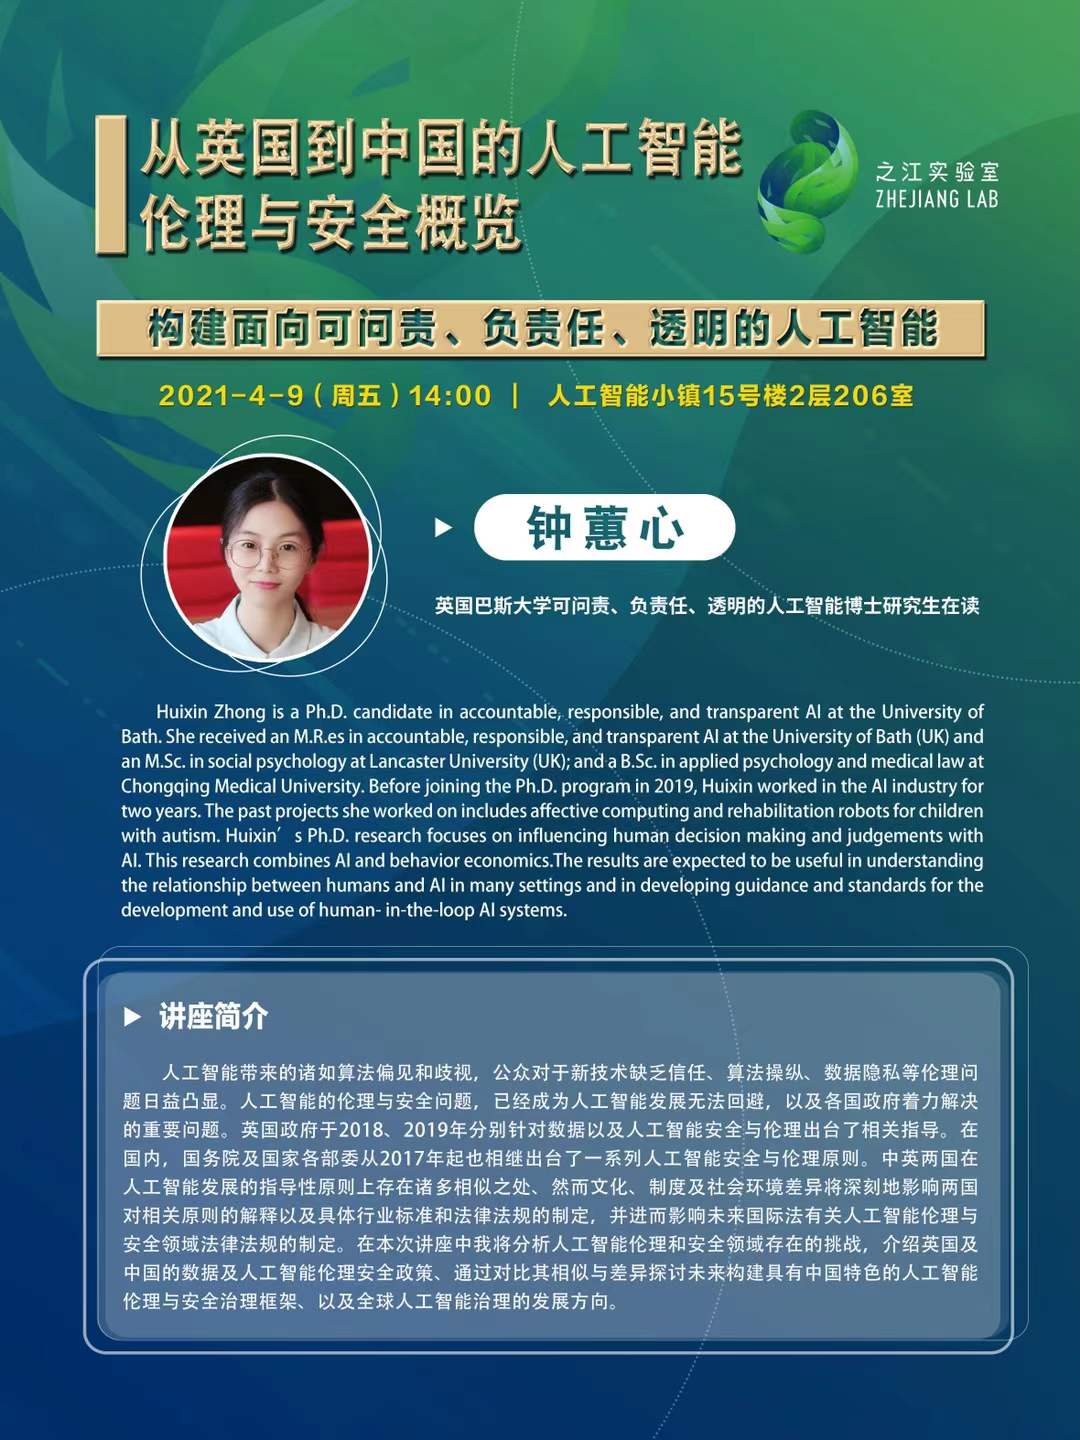 从英国到中国的人工智能
伦理与安全概览
之江实验室
ZHEJIANG LAB
构建面向可问责、负责任、透明的人工智能
2021-4-9（周五）14:00 | 人工智能小镇15号楼2层206室
钟蕙心
英国巴斯大学可问责、负责任、透明的人工智能博士研究生在读
Huixin Zhong is a Ph.D. candidate in accountable, responsible, and transparent AI at the University of
Bath. She received an M.R.es in accountable, responsible, and transparent AI at the University of Bath (UK) and
an M.Sc. in social psychology at Lancaster University (UK); and a B.Sc. in applied psychology and medical law at
Chongqing Medical University. Before joining the Ph.D. program in 2019, Huixin worked in the AI industry for
two years. The past projects she worked on includes affective computing and rehabilitation robots for children
with autism. Huixin's Ph.D. research focuses on influencing human decision making and judgements with
AI. This research combines AI and behavior economics.The results are expected to be useful in understanding
the relationship between humans and AI in many settings and in developing guidance and standards for the
development and use of human- in-the-loop AI systems.
讲座简介
人工智能带来的诸如算法偏见和歧视，公众对于新技术缺乏信任、算法操纵、数据隐私等伦理问
题日益凸显。人工智能的伦理与安全问题，已经成为人工智能发展无法回避，以及各国政府着力解决
的重要问题。英国政府于2018、2019年分别针对数据以及人工智能安全与伦理出台了相关指导。在
国内，国务院及国家各部委从2017年起也相继出台了一系列人工智能安全与伦理原则。中英两国在
人工智能发展的指导性原则上存在诸多相似之处、然而文化、制度及社会环境差异将深刻地影响两国
对相关原则的解释以及具体行业标准和法律法规的制定，并进而影响未来国际法有关人工智能伦理与
安全领域法律法规的制定。在本次讲座中我将分析人工智能伦理和安全领域存在的挑战，介绍英国及
中国的数据及人工智能伦理安全政策、通过对比其相似与差异探讨未来构建具有中国特色的人工智能
伦理与安全治理框架、以及全球人工智能治理的发展方向。